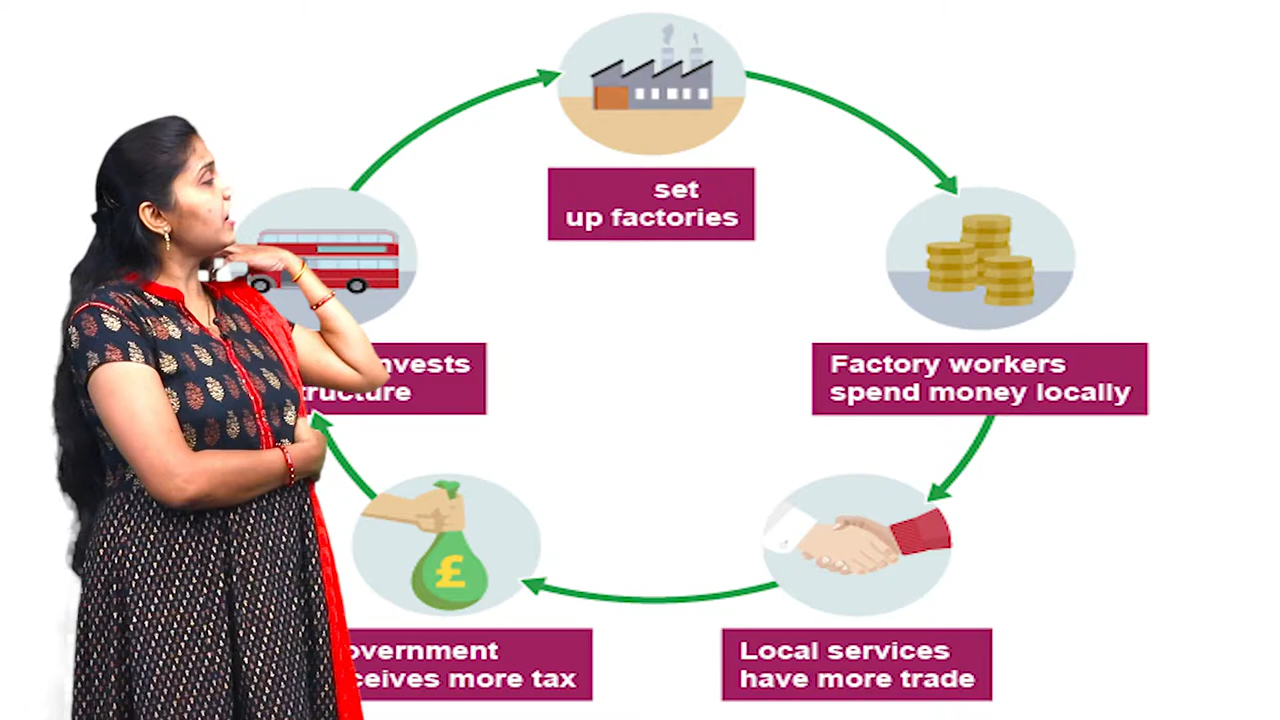 set
up factories
Factory workers
spend money locally
Local services
have more trade
overnment
ceives more tax
nvests
tructure
£